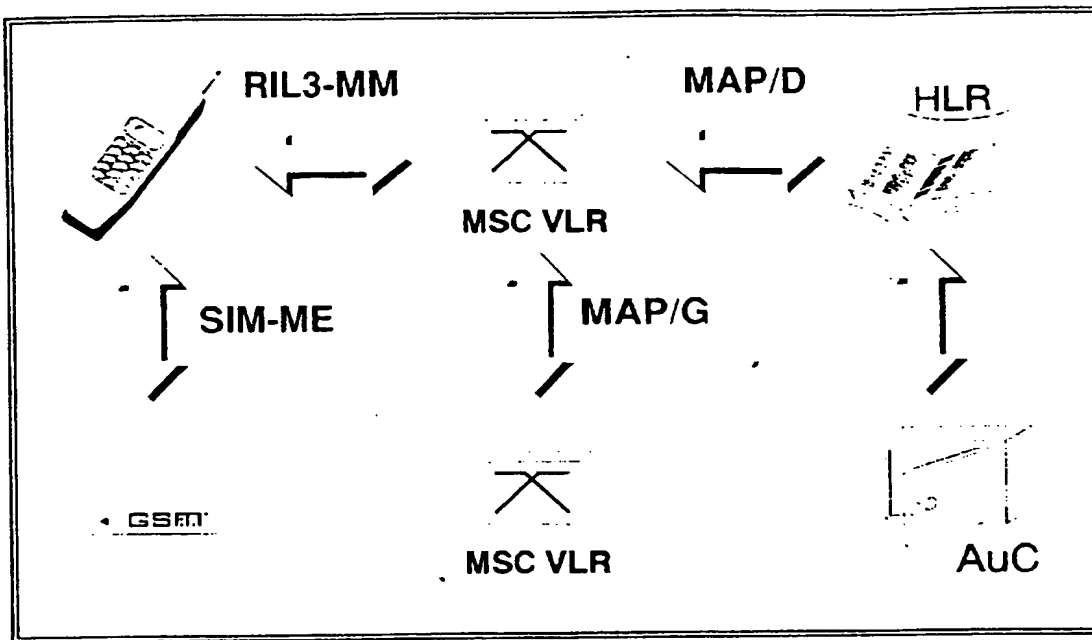 RIL3-MM
MAP/D
HLR
MSC VLR
SIM-ME
MAP/G
GSM
MSC VLR
AuC